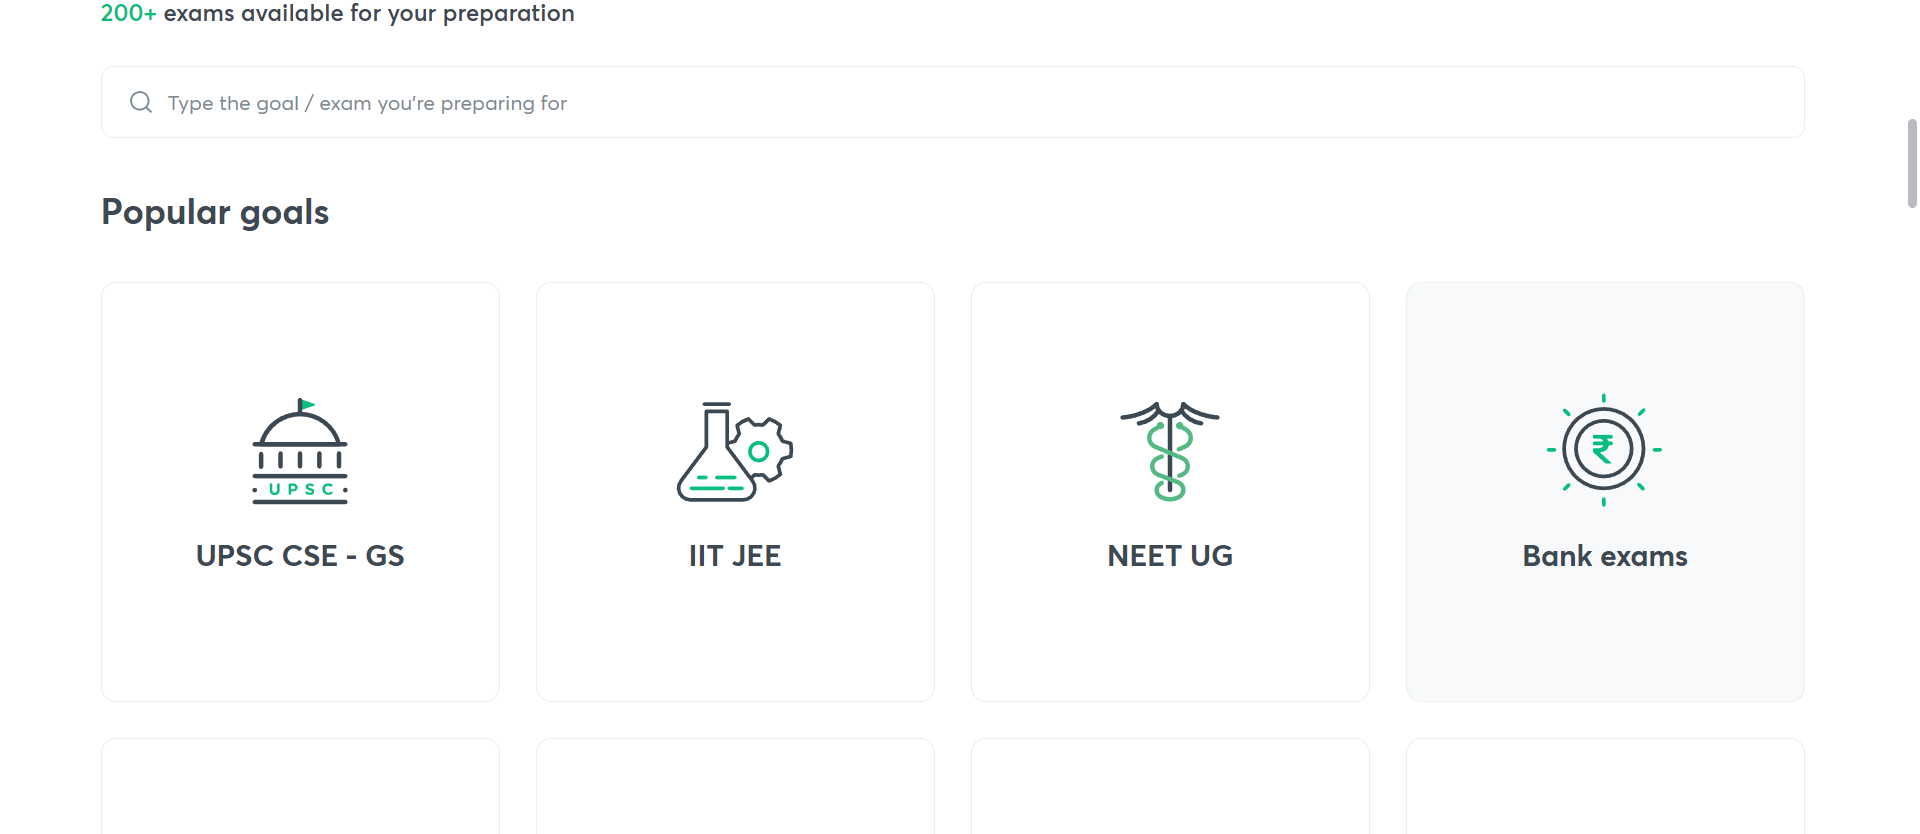 200+ exams available for your preparation
Type the goal / exam you're preparing for
Popular goals
UPSC
UPSC CSE - GS
IIT JEE
NEET UG
₹
Bank exams